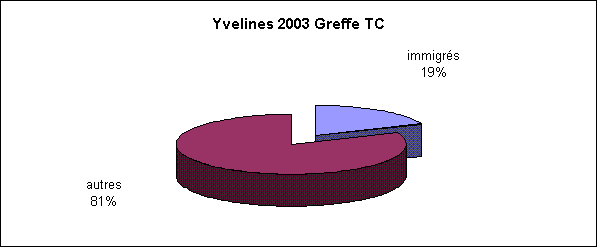 Yvelines 2003 Greffe TC
immigrés
19%
autres
81%